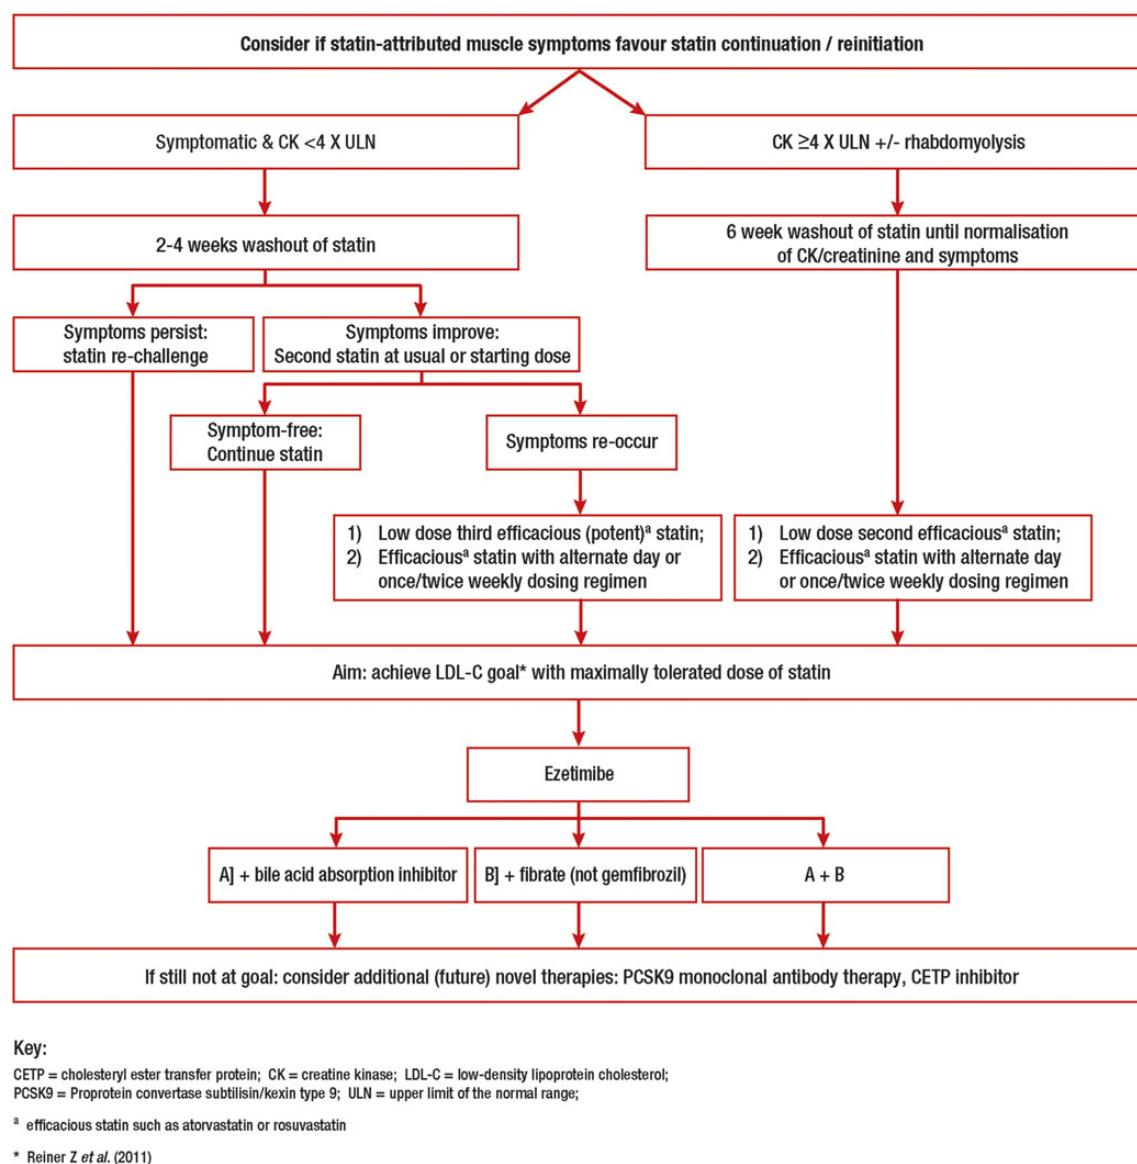 Consider if statin-attributed muscle symptoms favour statin continuation / reinitiation
Symptomatic & CK <4 X ULN
CK ≥4 X ULN +/- rhabdomyolysis
2-4 weeks washout of statin
6 week washout of statin until normalisation
of CK/creatinine and symptoms
Symptoms persist:
statin re-challenge
Symptoms improve:
Second statin at usual or starting dose
Symptom-free:
Continue statin
Symptoms re-occur
1) Low dose third efficacious (potent)ᵃ statin;
2) Efficaciousᵃ statin with alternate day or
once/twice weekly dosing regimen
1) Low dose second efficaciousᵃ statin;
2) Efficaciousᵃ statin with alternate day
or once/twice weekly dosing regimen
Aim: achieve LDL-C goal* with maximally tolerated dose of statin
Ezetimibe
A] + bile acid absorption inhibitor
B] + fibrate (not gemfibrozil)
A + B
If still not at goal: consider additional (future) novel therapies: PCSK9 monoclonal antibody therapy, CETP inhibitor
Key:
CETP = cholesteryl ester transfer protein; CK = creatine kinase; LDL-C = low-density lipoprotein cholesterol;
PCSK9 = Proprotein convertase subtilisin/kexin type 9; ULN = upper limit of the normal range;
ᵃ efficacious statin such as atorvastatin or rosuvastatin
* Reiner Z et al. (2011)